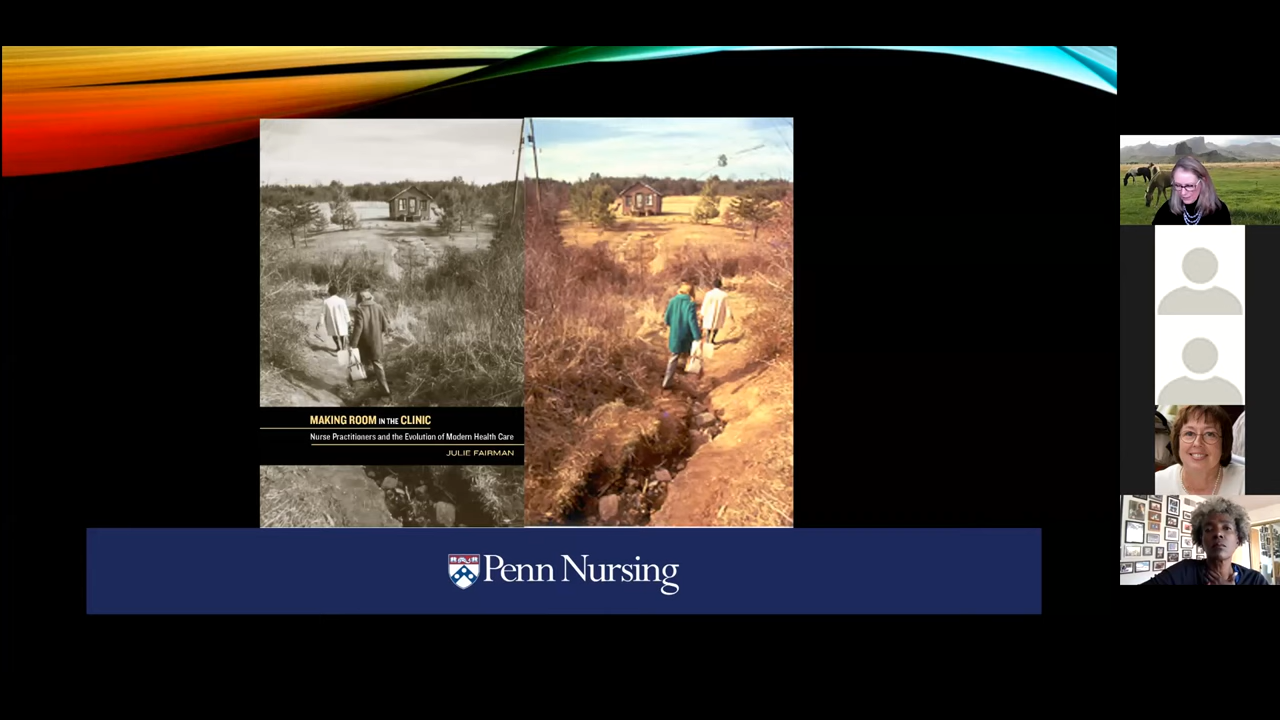 MAKING ROOM IN THE CLINIC
Nurse Practitioners and the Evolution of Modern Health Care
JULIE FAIRMAN
Penn Nursing